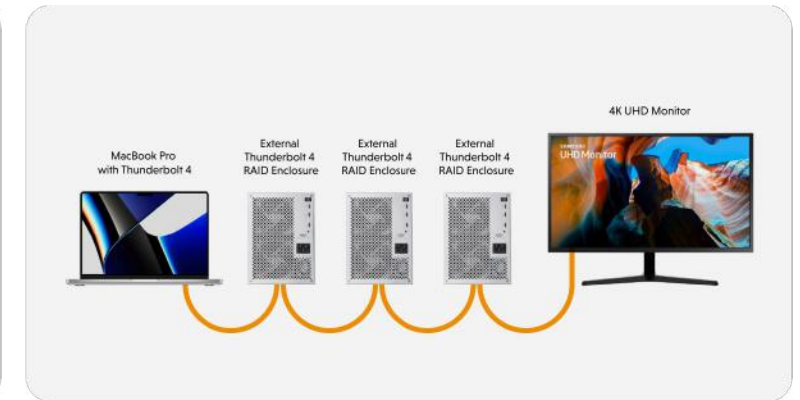 MacBook Pro
with Thunderbolt 4
External
Thunderbolt 4
RAID Enclosure
External
Thunderbolt 4
RAID Enclosure
External
Thunderbolt 4
RAID Enclosure
4K UHD Monitor
SAMSUNG
UHD Monitor